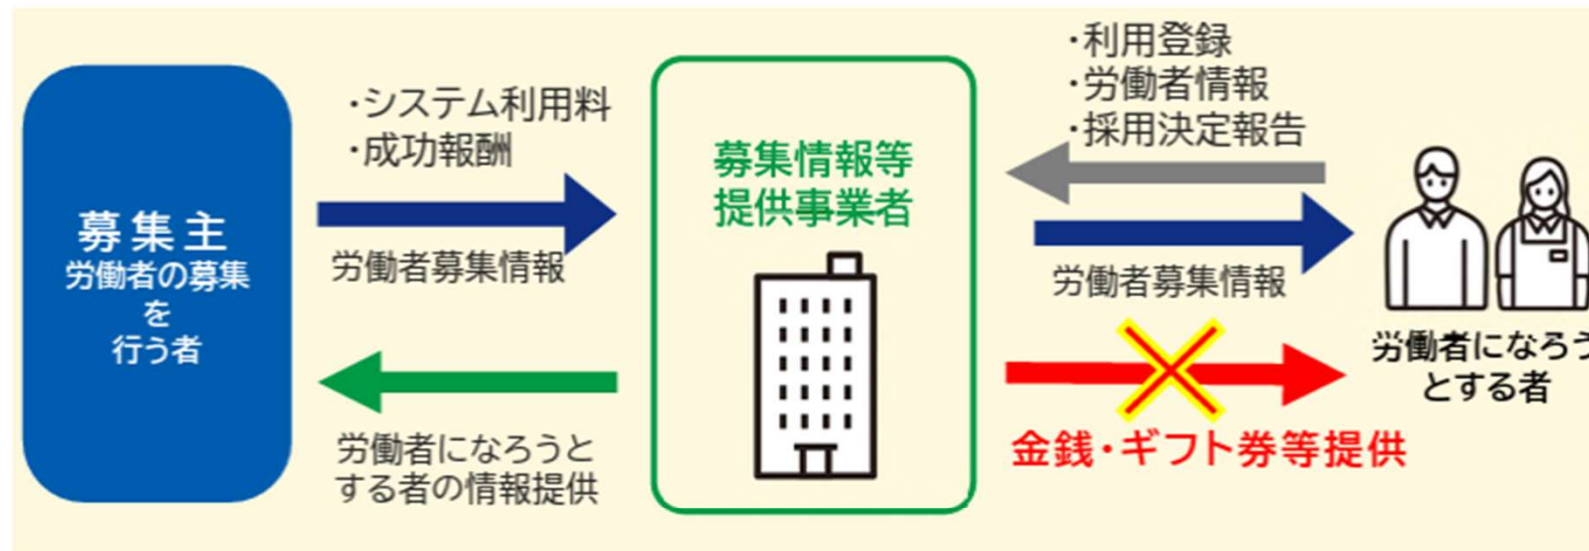 募集主
労働者の募集
を
行う者
・システム利用料
・成功報酬
労働者募集情報
労働者になろうと
する者の情報提供
募集情報等
提供事業者
・利用登録
・労働者情報
・採用決定報告
労働者募集情報
金銭・ギフト券等提供
労働者になろう
とする者